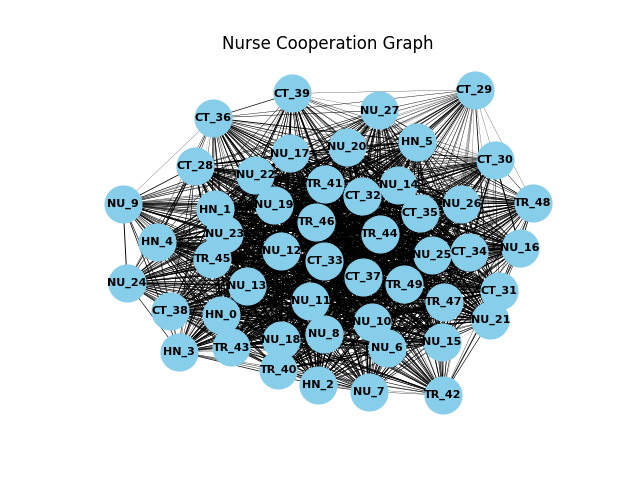 Nurse Cooperation Graph
CT_29
CT_39
NU_27
CT_36
HN_5
NU_20
NU_17
CT_30
CT_28
NU_22
TR_41
NU_14
CT_32
NU_9
TR_48
NU_26
NU_19
HN_1
CT_35
TR_46
NU_23
TR_44
HN_4
NU_16
NU_12
CT_34
NU_25
TR_45
CT_33
CT_37
NU_24
TR_49
NU_13
CT_31
NU_11
TR_47
CT_38
HN_0
NU_21
NU_10
NU_8
NU_18
NU_15
TR_43
NU_6
HN_3
TR_40
HN_2
NU_7
TR_42